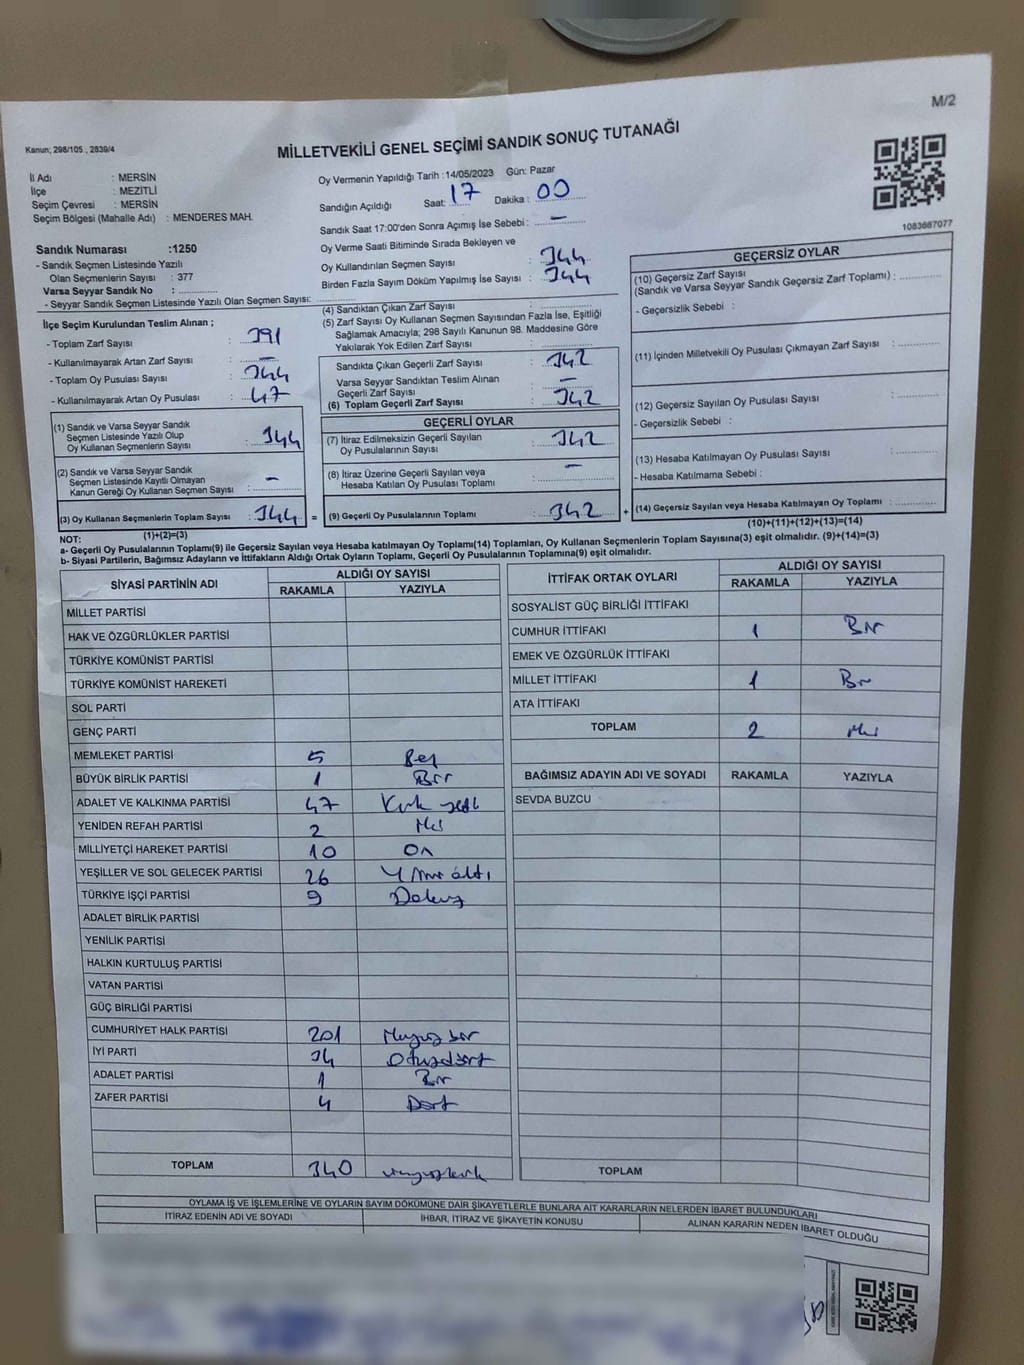 M/2
Kanun; 298/105 , 2839/4
MİLLETVEKİLİ GENEL SEÇİMİ SANDIK SONUÇ TUTANAĞI
İl Adı : MERSİN
İlçe : MEZİTLİ
Seçim Çevresi : MERSİN
Seçim Bölgesi (Mahalle Adı) : MENDERES MAH.
Oy Vermenin Yapıldığı Tarih :14/05/2023 Gün: Pazar
Sandığın Açıldığı Saat: 17 Dakika : 00
Sandık Saat 17:00'den Sonra Açımış İse Sebebi : —
1083667077
Sandık Numarası :1250
- Sandık Seçmen Listesinde Yazılı
Olan Seçmenlerin Sayısı : 377
Varsa Seyyar Sandık No :
- Seyyar Sandık Seçmen Listesinde Yazılı Olan Seçmen Sayısı:
Oy Verme Saati Bitiminde Sırada Bekleyen ve
Oy Kullandırılan Seçmen Sayısı : 344
Birden Fazla Sayım Döküm Yapılmış İse Sayısı : 344
İlçe Seçim Kurulundan Teslim Alınan ;
- Toplam Zarf Sayısı : 391
- Kullanılmayarak Artan Zarf Sayısı : —
- Toplam Oy Pusulası Sayısı : 344
- Kullanılmayarak Artan Oy Pusulası : 47
(4) Sandıktan Çıkan Zarf Sayısı :
(5) Zarf Sayısı Oy Kullanan Seçmen Sayısından Fazla İse, Eşitliği
Sağlamak Amacıyla; 298 Sayılı Kanunun 98. Maddesine Göre
Yakılarak Yok Edilen Zarf Sayısı :
Sandıkta Çıkan Geçerli Zarf Sayısı : 342
Varsa Seyyar Sandıktan Teslim Alınan
Geçerli Zarf Sayısı : —
(6) Toplam Geçerli Zarf Sayısı : 342
(1) Sandık ve Varsa Seyyar Sandık
Seçmen Listesinde Yazılı Olup
Oy Kullanan Seçmenlerin Sayısı : 344
(2) Sandık ve Varsa Seyyar Sandık
Seçmen Listesinde Kayıtlı Olmayan
Kanun Gereği Oy Kullanan Seçmen Sayısı : —
(3) Oy Kullanan Seçmenlerin Toplam Sayısı : 344 =
(1)+(2)=(3)
GEÇERLİ OYLAR
(7) İtiraz Edilmeksizin Geçerli Sayılan
Oy Pusulalarının Sayısı : 342
(8) İtiraz Üzerine Geçerli Sayılan veya
Hesaba Katılan Oy Pusulası Toplamı : —
(9) Geçerli Oy Pusulalarının Toplamı : 342 +
GEÇERSİZ OYLAR
(10) Geçersiz Zarf Sayısı
(Sandık ve Varsa Seyyar Sandık Geçersiz Zarf Toplamı) :
- Geçersizlik Sebebi :
(11) İçinden Milletvekili Oy Pusulası Çıkmayan Zarf Sayısı :
(12) Geçersiz Sayılan Oy Pusulası Sayısı :
- Geçersizlik Sebebi :
(13) Hesaba Katılmayan Oy Pusulası Sayısı :
- Hesaba Katılmama Sebebi :
(14) Geçersiz Sayılan veya Hesaba Katılmayan Oy Toplamı :
(10)+(11)+(12)+(13)=(14)
NOT:
a- Geçerli Oy Pusulalarının Toplamı(9) ile Geçersiz Sayılan veya Hesaba katılmayan Oy Toplamı(14) Toplamları, Oy Kullanan Seçmenlerin Toplam Sayısına(3) eşit olmalıdır. (9)+(14)=(3)
b- Siyasi Partilerin, Bağımsız Adayların ve İttifakların Aldığı Ortak Oyların Toplamı, Geçerli Oy Pusulalarının Toplamına(9) eşit olmalıdır.
SİYASİ PARTİNİN ADI ALDIĞI OY SAYISI
RAKAMLA YAZIYLA
MİLLET PARTİSİ
HAK VE ÖZGÜRLÜKLER PARTİSİ
TÜRKİYE KOMÜNİST PARTİSİ
TÜRKİYE KOMÜNİST HAREKETİ
SOL PARTİ
GENÇ PARTİ
MEMLEKET PARTİSİ 5 Beş
BÜYÜK BİRLİK PARTİSİ 1 Bir
ADALET VE KALKINMA PARTİSİ 47 Kırk yedi
YENİDEN REFAH PARTİSİ 2 İki
MİLLİYETÇİ HAREKET PARTİSİ 10 On
YEŞİLLER VE SOL GELECEK PARTİSİ 26 Yirmi altı
TÜRKİYE İŞÇİ PARTİSİ 9 Dokuz
ADALET BİRLİK PARTİSİ
YENİLİK PARTİSİ
HALKIN KURTULUŞ PARTİSİ
VATAN PARTİSİ
GÜÇ BİRLİĞİ PARTİSİ
CUMHURİYET HALK PARTİSİ 201 İkiyüz bir
İYİ PARTİ 34 Otuzdört
ADALET PARTİSİ 1 Bir
ZAFER PARTİSİ 4 Dört
TOPLAM 340 üçyüzkırk
İTTİFAK ORTAK OYLARI ALDIĞI OY SAYISI
RAKAMLA YAZIYLA
SOSYALİST GÜÇ BİRLİĞİ İTTİFAKI
CUMHUR İTTİFAKI 1 Bir
EMEK VE ÖZGÜRLÜK İTTİFAKI
MİLLET İTTİFAKI 1 Bir
ATA İTTİFAKI
TOPLAM 2 İki
BAĞIMSIZ ADAYIN ADI VE SOYADI RAKAMLA YAZIYLA
SEVDA BUZCU
TOPLAM
OYLAMA İŞ VE İŞLEMLERİNE VE OYLARIN SAYIM DÖKÜMÜNE DAİR ŞİKAYETLERLE BUNLARA AİT KARARLARIN NELERDEN İBARET BULUNDUKLARI
İTİRAZ EDENİN ADI VE SOYADI İHBAR, İTİRAZ VE ŞİKAYETİN KONUSU ALINAN KARARIN NEDEN İBARET OLDUĞU